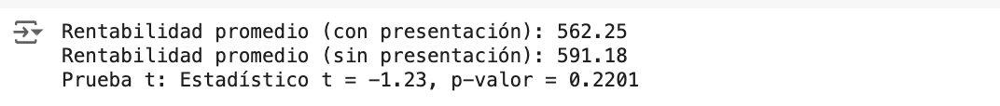 Rentabilidad promedio (con presentación): 562.25
Rentabilidad promedio (sin presentación): 591.18
Prueba t: Estadístico t = -1.23, p-valor = 0.2201